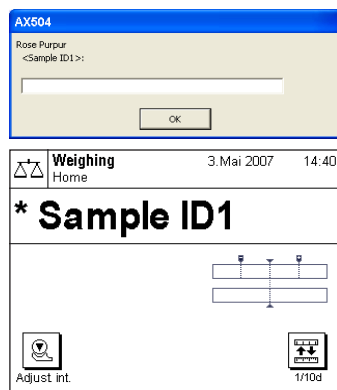 AX504
Rose Purpur
<Sample ID1>:
OK
Weighing 3.Mai 2007 14:40
Home
* Sample ID1
Adjust int. 1/10d